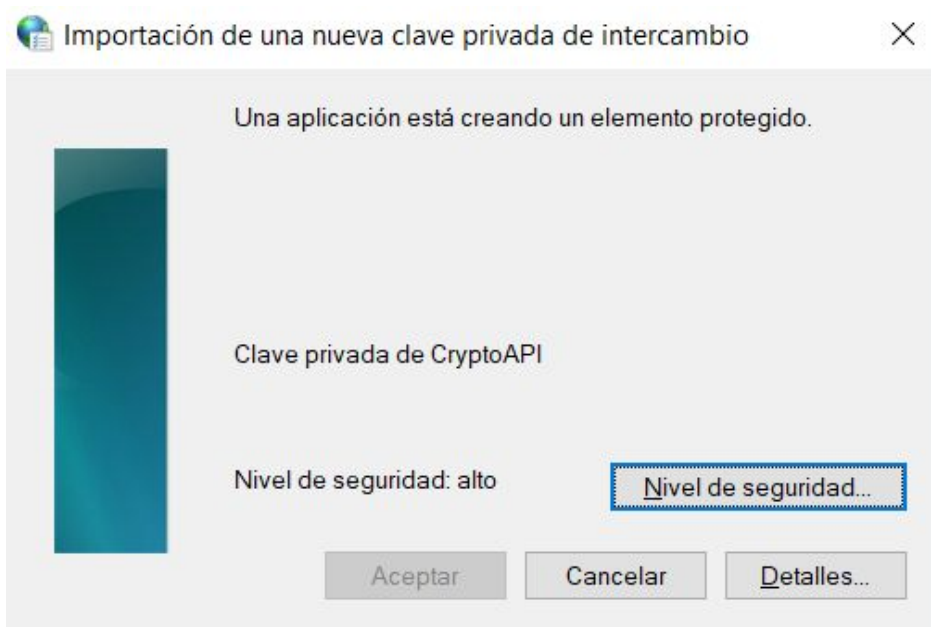 Importación de una nueva clave privada de intercambio
Una aplicación está creando un elemento protegido.
Clave privada de CryptoAPI
Nivel de seguridad: alto
Nivel de seguridad...
Aceptar
Cancelar
Detalles...